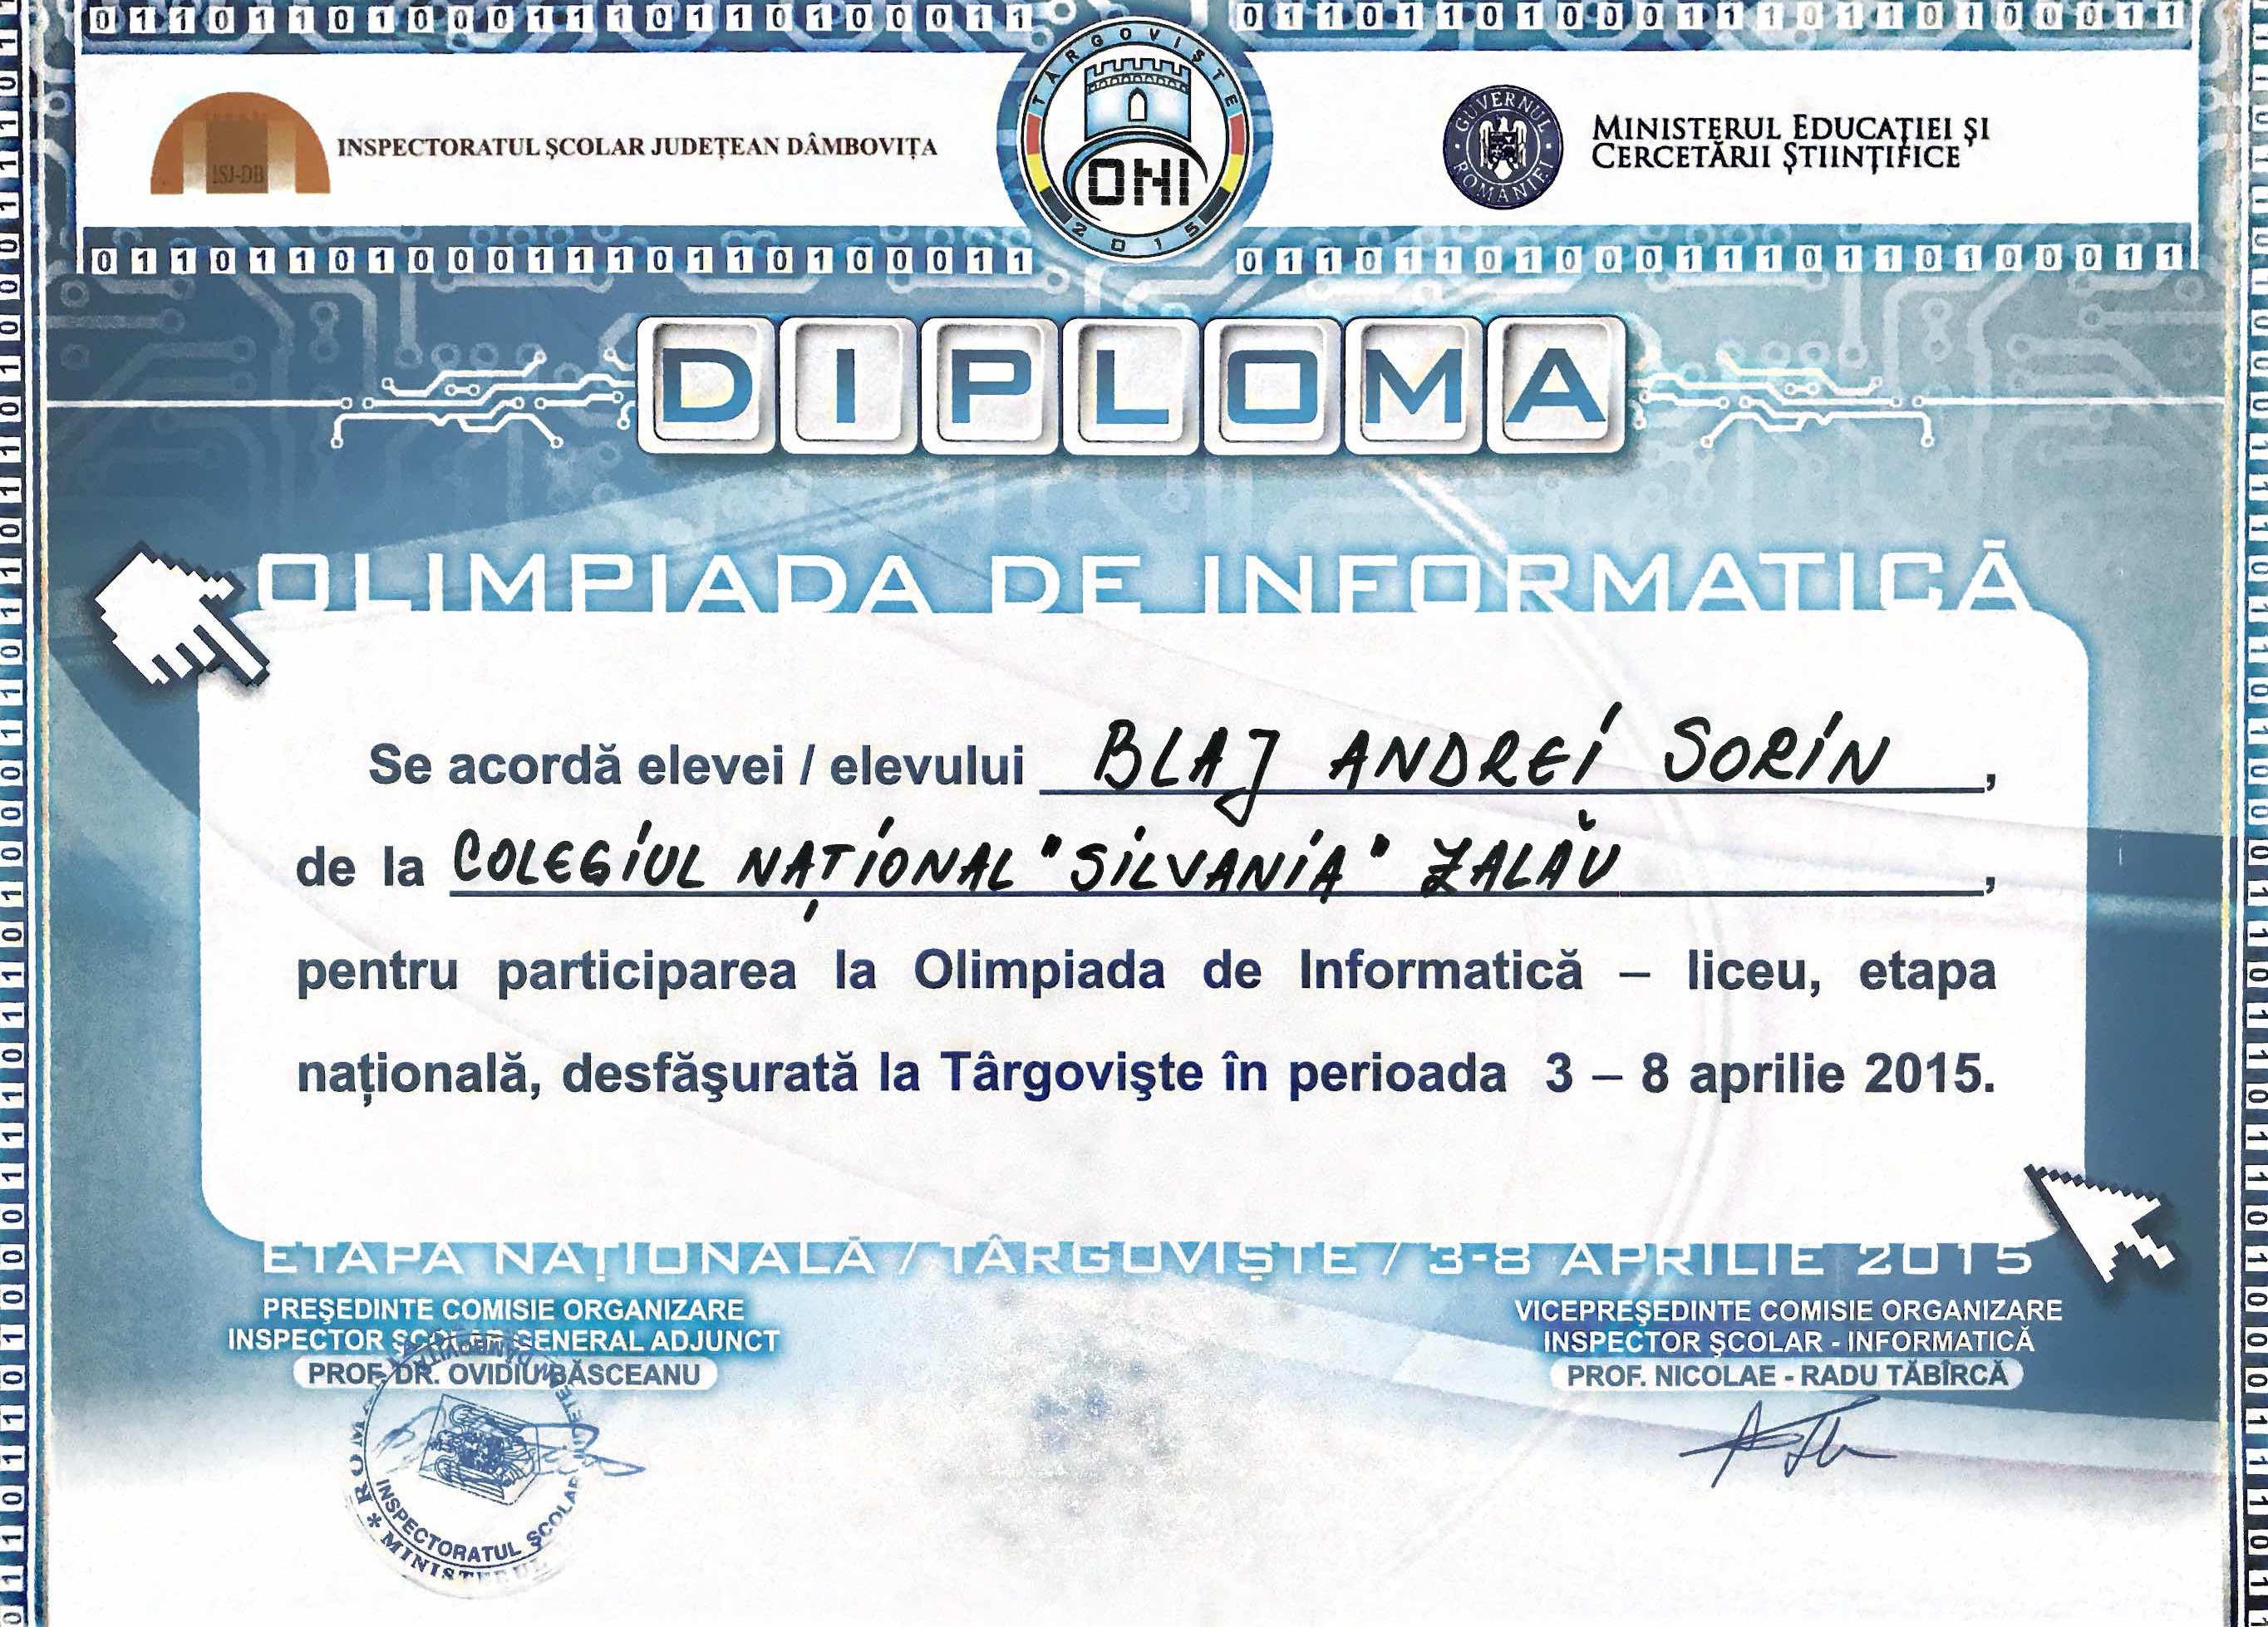 0 1 1 0 1 1 0 1 0 0 0 1 1 1 0 1 1 0 1 0 0 0 1 1
0 1 1 0 1 1 0 1 0 0 0 1 1 1 0 1 1 0 1 0 0 0 1 1
TÂRGOVIȘTE
ISJ-DB
INSPECTORATUL ŞCOLAR JUDEŢEAN DÂMBOVIŢA
ONI
2015
GUVERNUL ROMÂNIEI
MINISTERUL EDUCAȚIEI ȘI
CERCETĂRII ȘTIINȚIFICE
0 1 1 0 1 1 0 1 0 0 0 1 1 1 0 1 1 0 1 0 0 0 1 1
0 1 1 0 1 1 0 1 0 0 0 1 1 1 0 1 1 0 1 0 0 0 1 1
DIPLOMA
OLIMPIADA DE INFORMATICĂ
Se acordă elevei / elevului BLAJ ANDREI SORIN,
de la COLEGIUL NAȚIONAL "SILVANIA" ZALĂU,
pentru participarea la Olimpiada de Informatică – liceu, etapa
naţională, desfăşurată la Târgovişte în perioada 3 – 8 aprilie 2015.
ETAPA NAŢIONALĂ / TÂRGOVIŞTE / 3-8 APRILIE 2015
PREŞEDINTE COMISIE ORGANIZARE
INSPECTOR ŞCOLAR GENERAL ADJUNCT
PROF. DR. OVIDIU BĂSCEANU
VICEPREŞEDINTE COMISIE ORGANIZARE
INSPECTOR ŞCOLAR - INFORMATICĂ
PROF. NICOLAE - RADU TĂBÎRCĂ
INSPECTORATUL ŞCOLAR